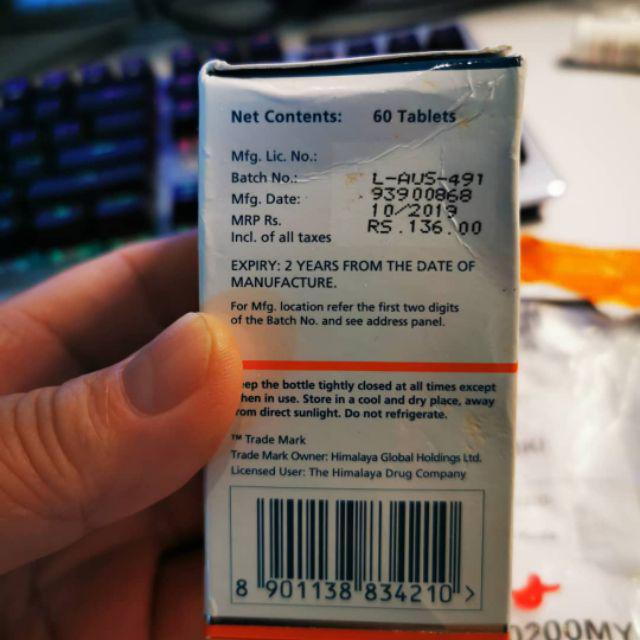 Net Contents: 60 Tablets
Mfg. Lic. No.: L-AUS-491
Batch No.: 93900868
Mfg. Date: 10/2019
MRP Rs. RS.136.00
Incl. of all taxes
EXPIRY: 2 YEARS FROM THE DATE OF
MANUFACTURE.
For Mfg. location refer the first two digits
of the Batch No. and see address panel.
eep the bottle tightly closed at all times except
hen in use. Store in a cool and dry place, away
rom direct sunlight. Do not refrigerate.
™ Trade Mark
Trade Mark Owner: Himalaya Global Holdings Ltd.
Licensed User: The Himalaya Drug Company
8 901138 834210 >
0200MY